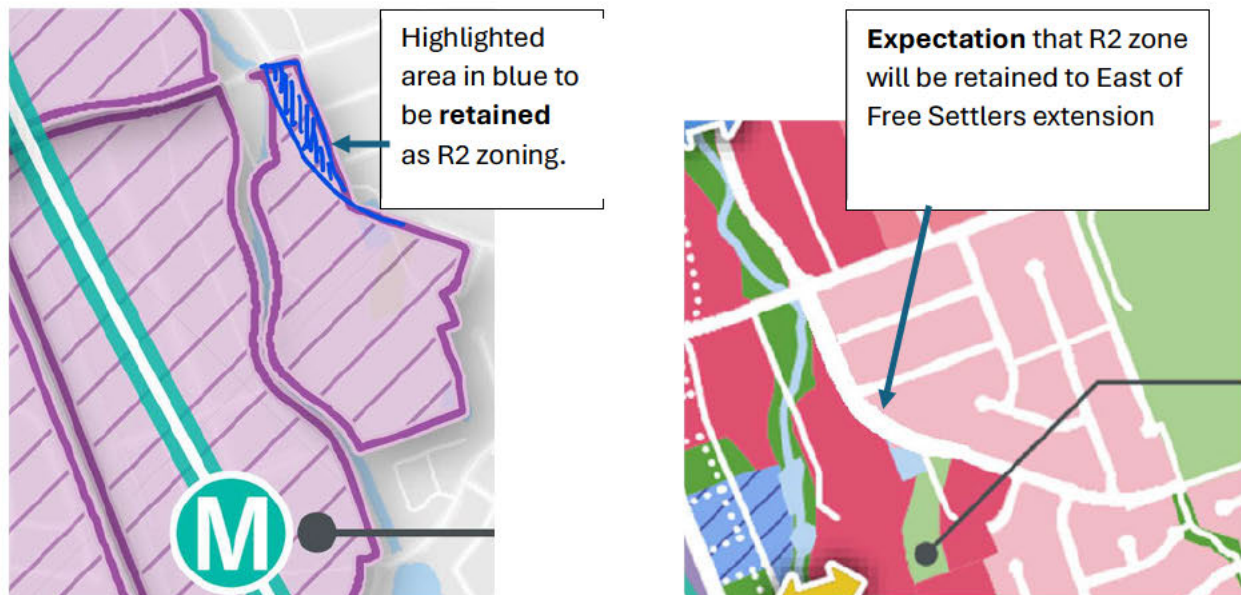 Highlighted
area in blue to
be retained
as R2 zoning.
M
Expectation that R2 zone
will be retained to East of
Free Settlers extension